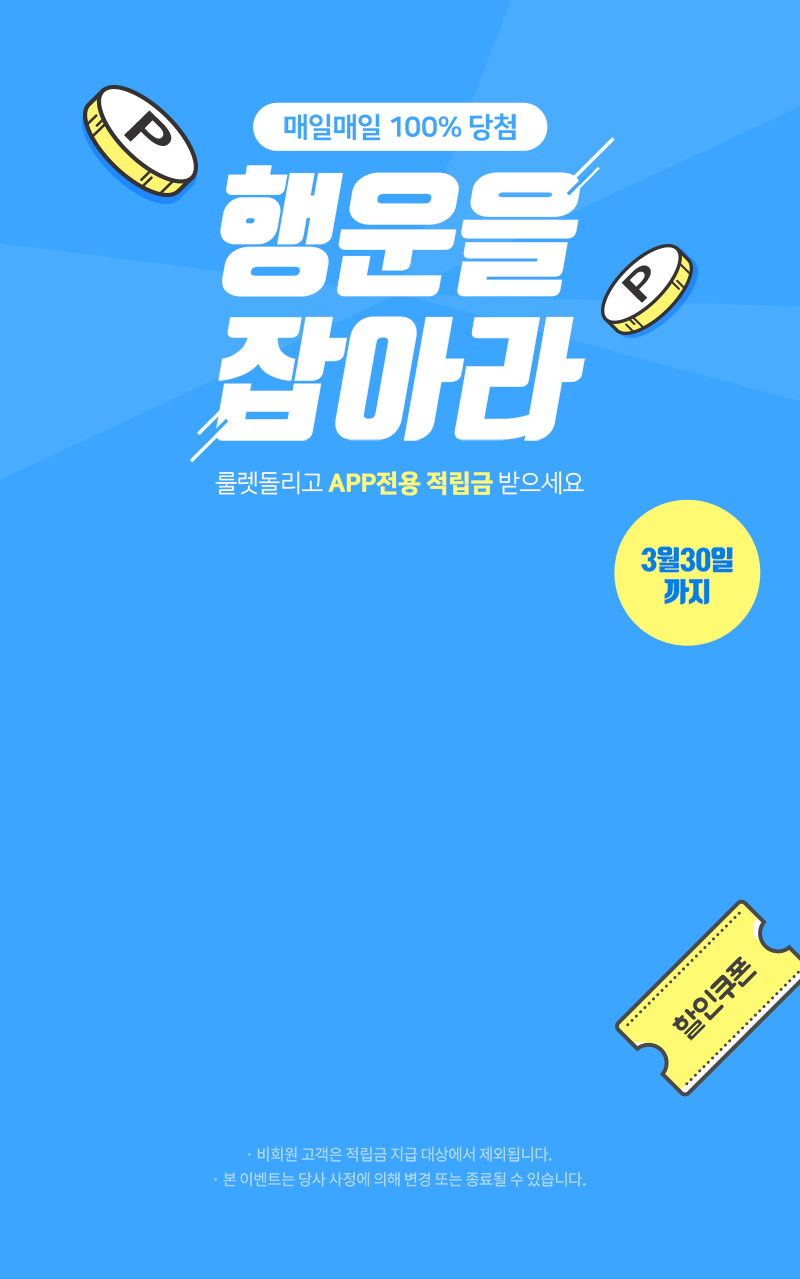 P
매일매일 100% 당첨
행운을
P
잡아라
룰렛돌리고 APP전용 적립금 받으세요
3월30일
까지
할인쿠폰
· 비회원 고객은 적립금 지급 대상에서 제외됩니다.
· 본 이벤트는 당사 사정에 의해 변경 또는 종료될 수 있습니다.